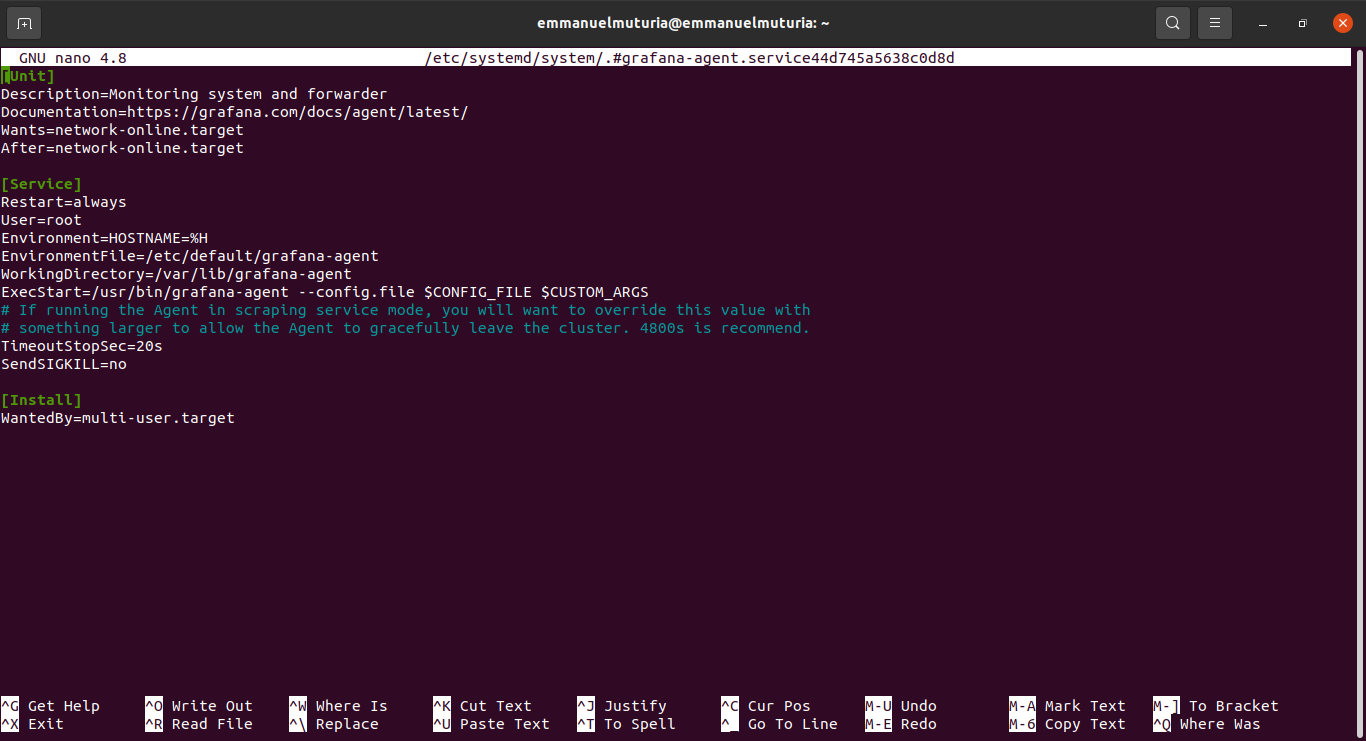 emmanuelmuturia@emmanuelmuturia: ~
GNU nano 4.8 /etc/systemd/system/.#grafana-agent.service44d745a5638c0d8d
[Unit]
Description=Monitoring system and forwarder
Documentation=https://grafana.com/docs/agent/latest/
Wants=network-online.target
After=network-online.target
[Service]
Restart=always
User=root
Environment=HOSTNAME=%H
EnvironmentFile=/etc/default/grafana-agent
WorkingDirectory=/var/lib/grafana-agent
ExecStart=/usr/bin/grafana-agent --config.file $CONFIG_FILE $CUSTOM_ARGS
# If running the Agent in scraping service mode, you will want to override this value with
# something larger to allow the Agent to gracefully leave the cluster. 4800s is recommend.
TimeoutStopSec=20s
SendSIGKILL=no
[Install]
WantedBy=multi-user.target
^G Get Help ^O Write Out ^W Where Is ^K Cut Text ^J Justify ^C Cur Pos M-U Undo M-A Mark Text M-] To Bracket
^X Exit ^R Read File ^\ Replace ^U Paste Text ^T To Spell ^_ Go To Line M-E Redo M-6 Copy Text ^Q Where Was